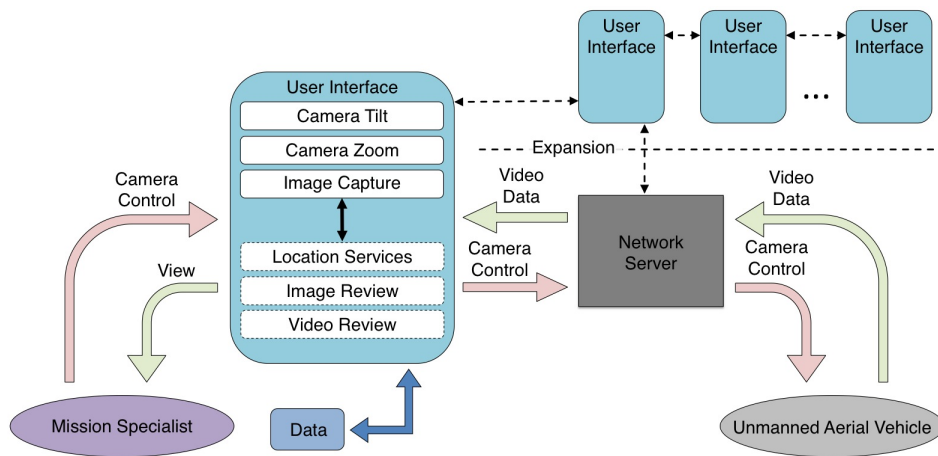 User
Interface
User
Interface
User
Interface
...
User Interface
Camera Tilt
Camera Zoom
Image Capture
Location Services
Image Review
Video Review
Expansion
Camera
Control
View
Video
Data
Camera
Control
Network
Server
Video
Data
Camera
Control
Mission Specialist
Data
Unmanned Aerial Vehicle